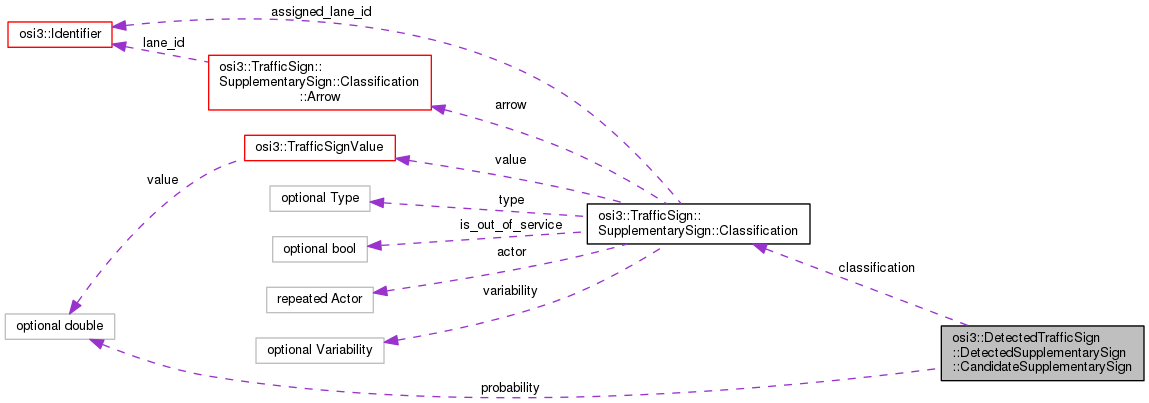 assigned_lane_id
osi3::Identifier
lane_id
osi3::TrafficSign::
SupplementarySign::Classification
::Arrow
arrow
osi3::TrafficSignValue
value
value
optional Type
type
osi3::TrafficSign::
SupplementarySign::Classification
is_out_of_service
optional bool
actor
classification
repeated Actor
variability
optional double
optional Variability
osi3::DetectedTrafficSign
::DetectedSupplementarySign
::CandidateSupplementarySign
probability